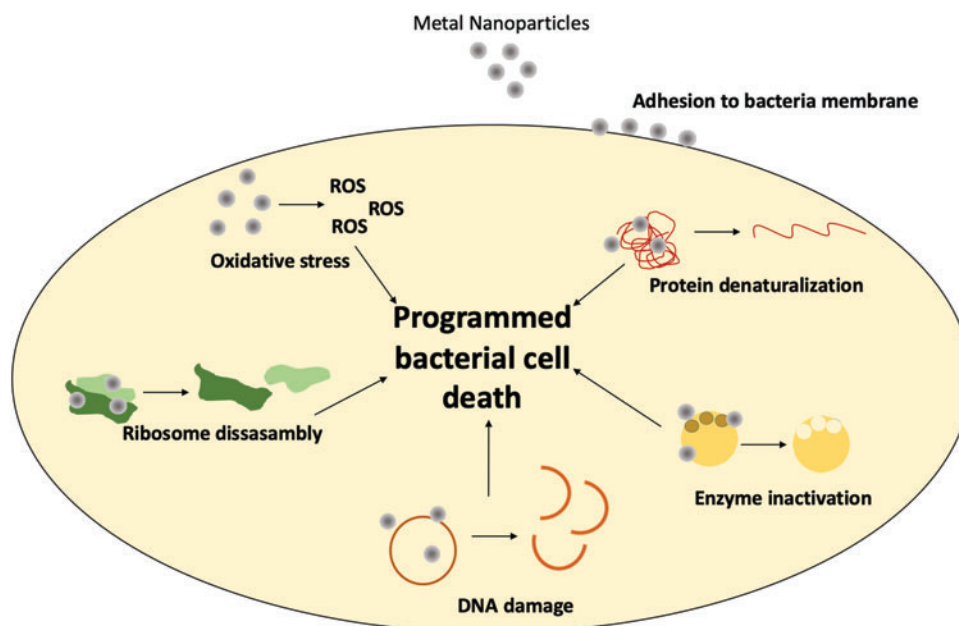 Metal Nanoparticles
Adhesion to bacteria membrane
ROS
ROS
ROS
Oxidative stress
Protein denaturalization
Programmed
bacterial cell
death
Ribosome dissasambly
Enzyme inactivation
DNA damage